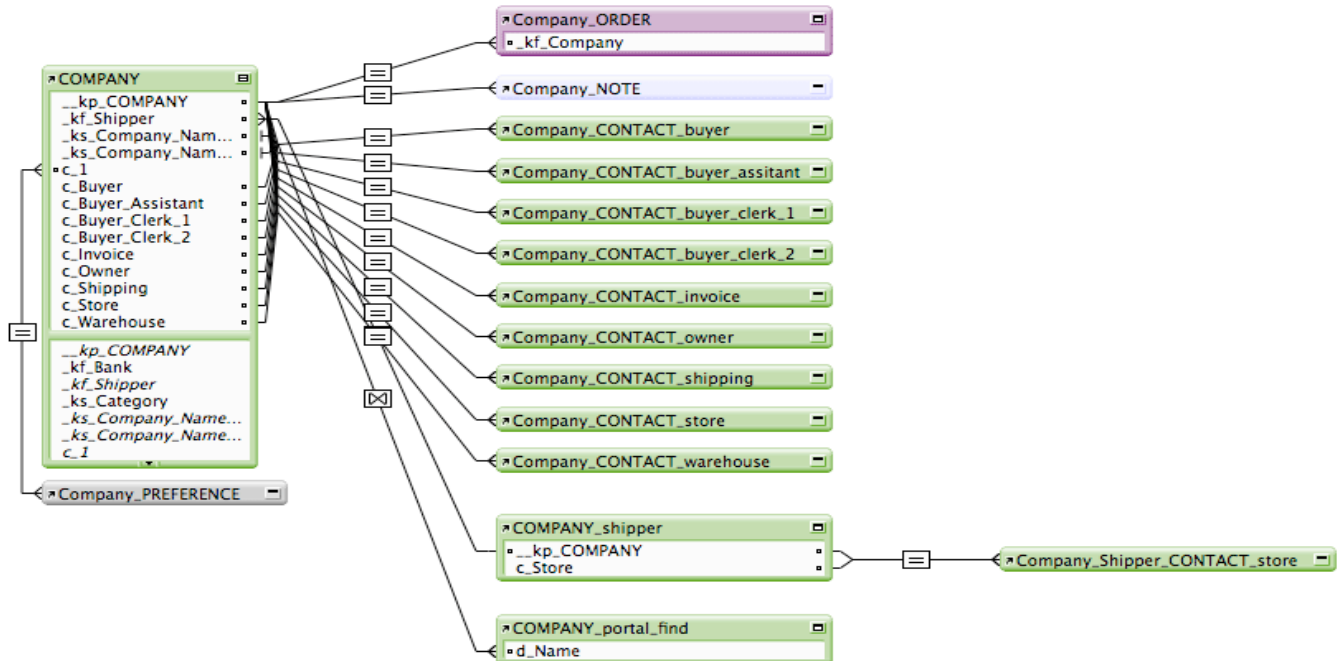 COMPANY
__kp_COMPANY
_kf_Shipper
_ks_Company_Nam...
_ks_Company_Nam...
c_1
c_Buyer
c_Buyer_Assistant
c_Buyer_Clerk_1
c_Buyer_Clerk_2
c_Invoice
c_Owner
c_Shipping
c_Store
c_Warehouse
__kp_COMPANY
_kf_Bank
_kf_Shipper
_ks_Category
_ks_Company_Name...
_ks_Company_Name...
c_1
Company_PREFERENCE
Company_ORDER
_kf_Company
Company_NOTE
Company_CONTACT_buyer
Company_CONTACT_buyer_assitant
Company_CONTACT_buyer_clerk_1
Company_CONTACT_buyer_clerk_2
Company_CONTACT_invoice
Company_CONTACT_owner
Company_CONTACT_shipping
Company_CONTACT_store
Company_CONTACT_warehouse
COMPANY_shipper
__kp_COMPANY
c_Store
Company_Shipper_CONTACT_store
COMPANY_portal_find
d_Name